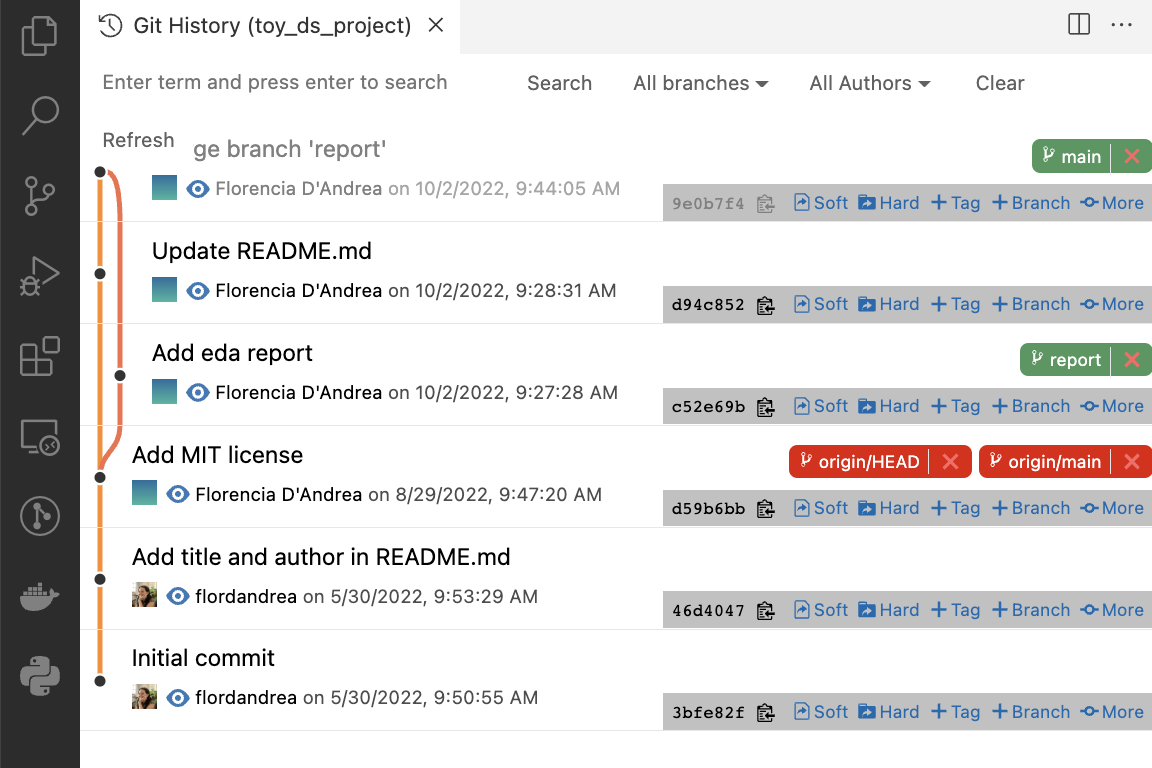 Git History (toy_ds_project)
Enter term and press enter to search Search All branches All Authors Clear
Refresh
ge branch 'report'
main
Florencia D'Andrea on 10/2/2022, 9:44:05 AM
9e0b7f4 Soft Hard + Tag + Branch More
Update README.md
Florencia D'Andrea on 10/2/2022, 9:28:31 AM
d94c852 Soft Hard + Tag + Branch More
Add eda report
report
Florencia D'Andrea on 10/2/2022, 9:27:28 AM
c52e69b Soft Hard + Tag + Branch More
Add MIT license
origin/HEAD origin/main
Florencia D'Andrea on 8/29/2022, 9:47:20 AM
d59b6bb Soft Hard + Tag + Branch More
Add title and author in README.md
flordandrea on 5/30/2022, 9:53:29 AM
46d4047 Soft Hard + Tag + Branch More
Initial commit
flordandrea on 5/30/2022, 9:50:55 AM
3bfe82f Soft Hard + Tag + Branch More